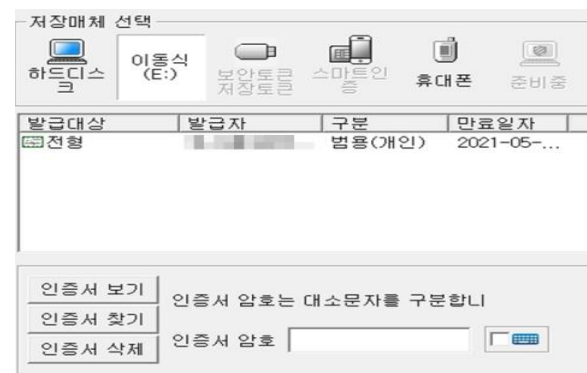 저장매체 선택
하드디스크
이동식
(E:)
보안토큰
저장토큰
스마트인증
휴대폰
준비중
발급대상 발급자 구분 만료일자
전형 범용(개인) 2021-05-...
인증서 보기
인증서 찾기
인증서 삭제
인증서 암호는 대소문자를 구분합니
인증서 암호